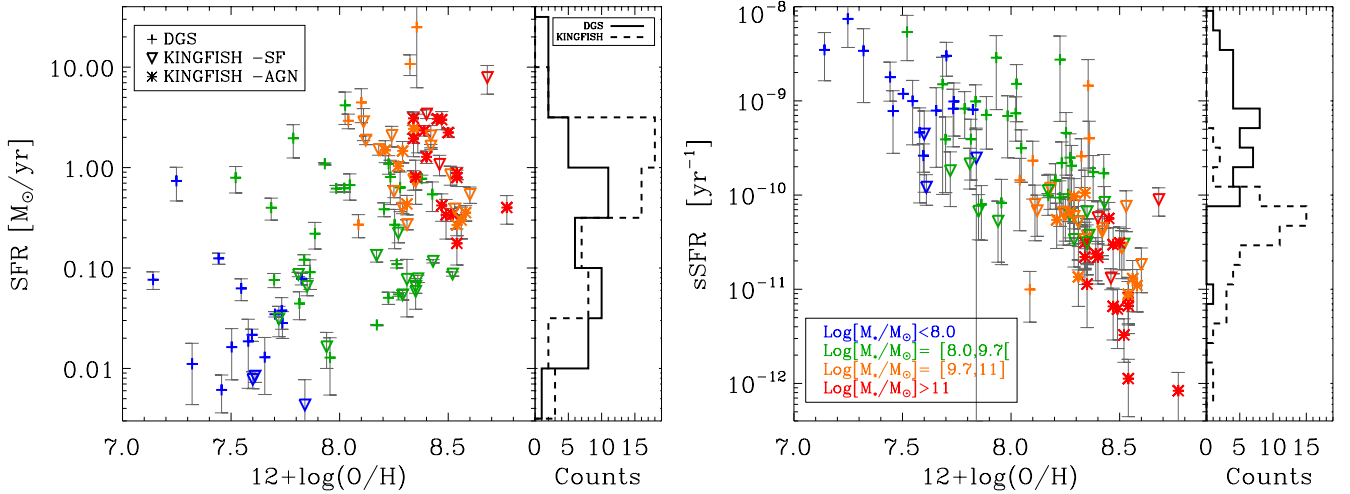 DGS
KINGFISH -SF
KINGFISH -AGN
DGS
KINGFISH
10.00
1.00
0.10
0.01
SFR [M⊙/yr]
7.0 7.5 8.0 8.5
12+log(O/H)
0 5 10 15
Counts
10⁻⁸
10⁻⁹
10⁻¹⁰
10⁻¹¹
10⁻¹²
sSFR [yr⁻¹]
Log[M⋆/M⊙]<8.0
Log[M⋆/M⊙]= [8.0,9.7[
Log[M⋆/M⊙]= [9.7,11]
Log[M⋆/M⊙]>11
7.0 7.5 8.0 8.5
12+log(O/H)
0 5 10 15
Counts